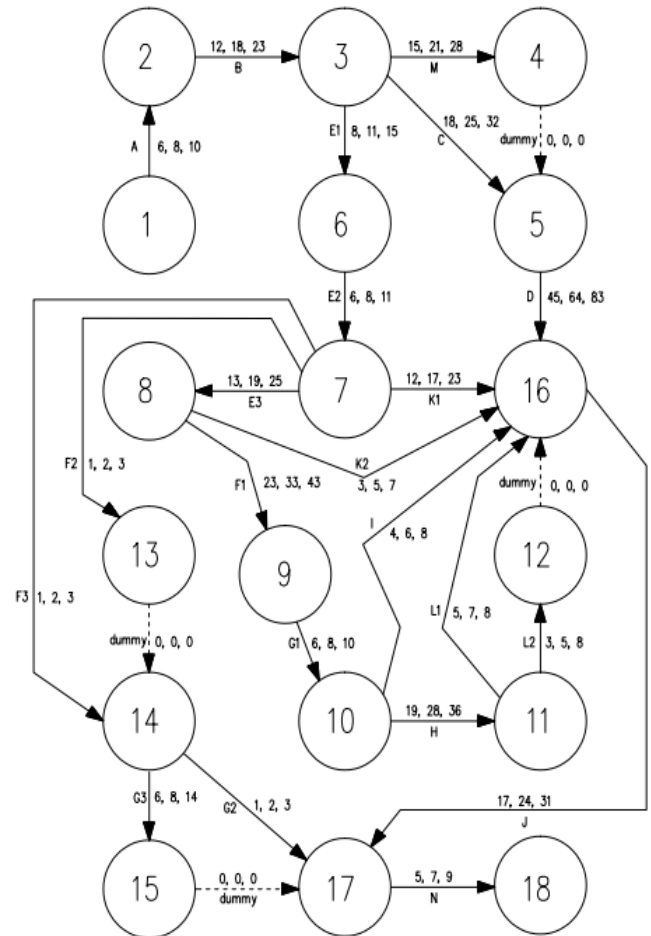 2
12, 18, 23
B
3
15, 21, 28
M
4
A
6, 8, 10
E1
8, 11, 15
18, 25, 32
C
dummy
0, 0, 0
1
6
5
E2
6, 8, 11
D
45, 64, 83
8
13, 19, 25
E3
7
12, 17, 23
K1
16
F2
1, 2, 3
F1
23, 33, 43
K2
3, 5, 7
dummy
0, 0, 0
I
4, 6, 8
13
9
12
F3
1, 2, 3
dummy
0, 0, 0
G1
6, 8, 10
L1
5, 7, 8
L2
3, 5, 8
14
10
19, 28, 36
H
11
G3
6, 8, 14
G2
1, 2, 3
17, 24, 31
J
15
0, 0, 0
dummy
17
5, 7, 9
N
18